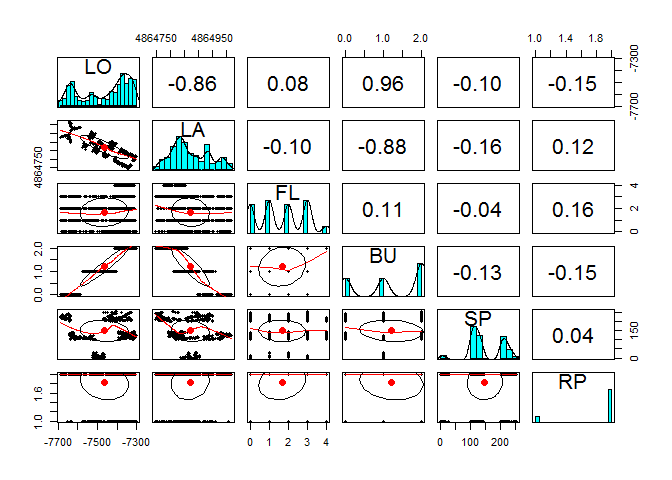 4864750 4864950 0.0 1.0 2.0 1.0 1.4 1.8
LO -0.86 0.08 0.96 -0.10 -0.15 -7700 -7300
4864750 LA -0.10 -0.88 -0.16 0.12
FL 0.11 -0.04 0.16 0 2 4
0.0 1.0 2.0 BU -0.13 -0.15
SP 0.04 0 150
1.0 1.6 RP
-7700 -7500 -7300 0 1 2 3 4 0 100 200